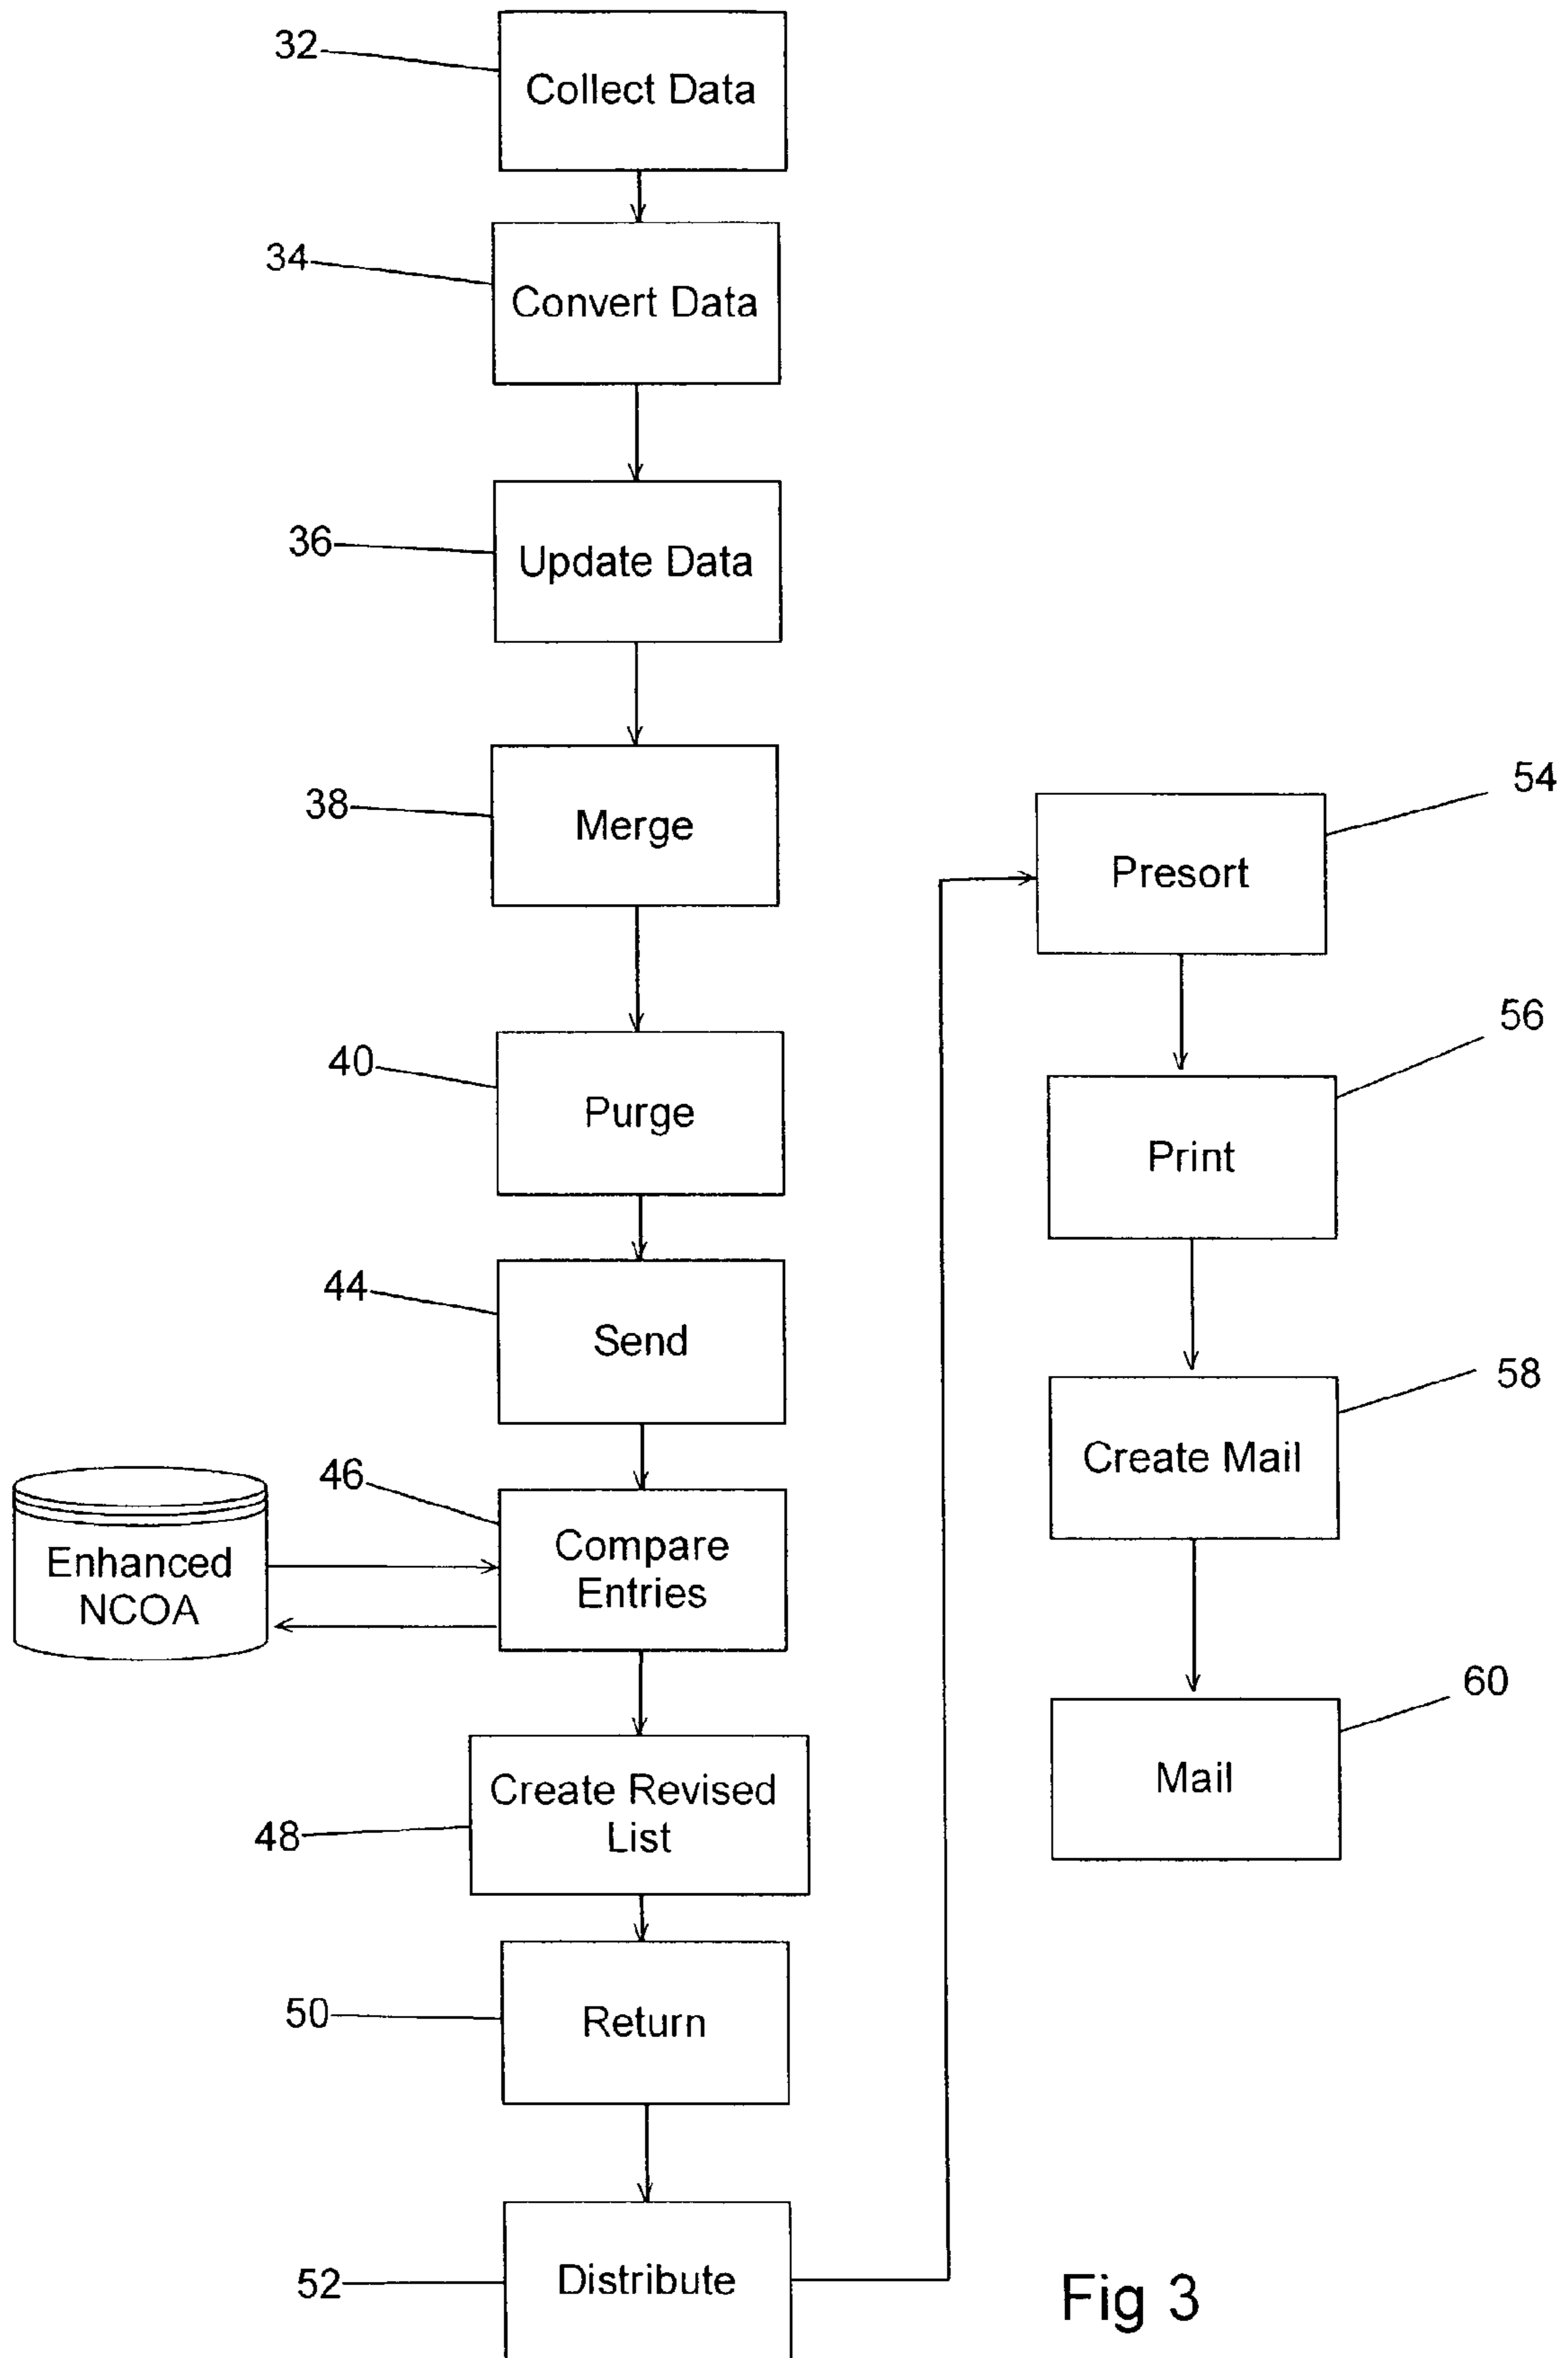 32
Collect Data
34
Convert Data
36
Update Data
38
Merge
40
Purge
44
Send
46
Compare
Entries
Enhanced
NCOA
48
Create Revised
List
50
Return
52
Distribute
54
Presort
56
Print
58
Create Mail
60
Mail
Fig 3